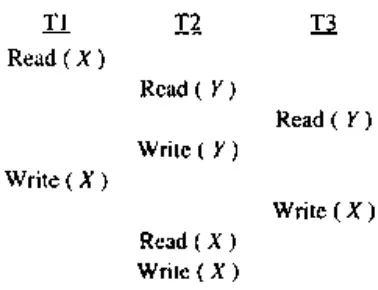 T1 T2 T3
Read ( X )
Read ( Y )
Read ( Y )
Write ( Y )
Write ( X )
Write ( X )
Read ( X )
Write ( X )